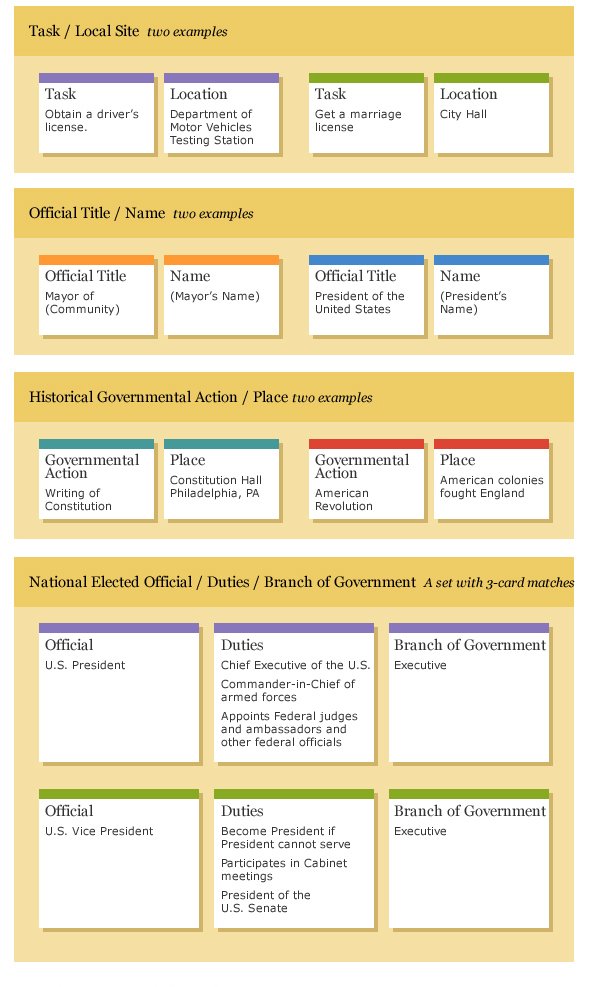 Task / Local Site two examples
Task
Obtain a driver’s
license.
Location
Department of
Motor Vehicles
Testing Station
Task
Get a marriage
license
Location
City Hall
Official Title / Name two examples
Official Title
Mayor of
(Community)
Name
(Mayor’s Name)
Official Title
President of the
United States
Name
(President’s
Name)
Historical Governmental Action / Place two examples
Governmental
Action
Writing of
Constitution
Place
Constitution Hall
Philadelphia, PA
Governmental
Action
American
Revolution
Place
American colonies
fought England
National Elected Official / Duties / Branch of Government A set with 3-card matches
Official
U.S. President
Duties
Chief Executive of the U.S.
Commander-in-Chief of
armed forces
Appoints Federal judges
and ambassadors and
other federal officials
Branch of Government
Executive
Official
U.S. Vice President
Duties
Become President if
President cannot serve
Participates in Cabinet
meetings
President of the
U.S. Senate
Branch of Government
Executive